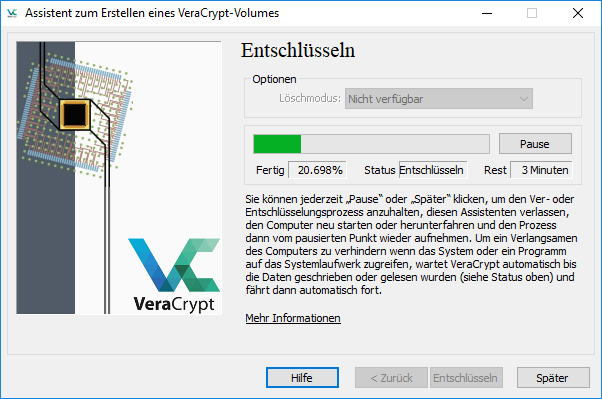 Assistent zum Erstellen eines VeraCrypt-Volumes
Entschlüsseln
Optionen
Löschmodus: Nicht verfügbar
Pause
Fertig 20.698% Status Entschlüsseln Rest 3 Minuten
Sie können jederzeit „Pause“ oder „Später“ klicken, um den Ver- oder
Entschlüsselungsprozess anzuhalten, diesen Assistenten verlassen,
den Computer neu starten oder herunterfahren und den Prozess
dann vom pausierten Punkt wieder aufnehmen. Um ein Verlangsamen
des Computers zu verhindern wenn das System oder ein Programm
auf das Systemlaufwerk zugreifen, wartet VeraCrypt automatisch bis
die Daten geschrieben oder gelesen wurden (siehe Status oben) und
fährt dann automatisch fort.
Mehr Informationen
VeraCrypt
Hilfe < Zurück Entschlüsseln Später